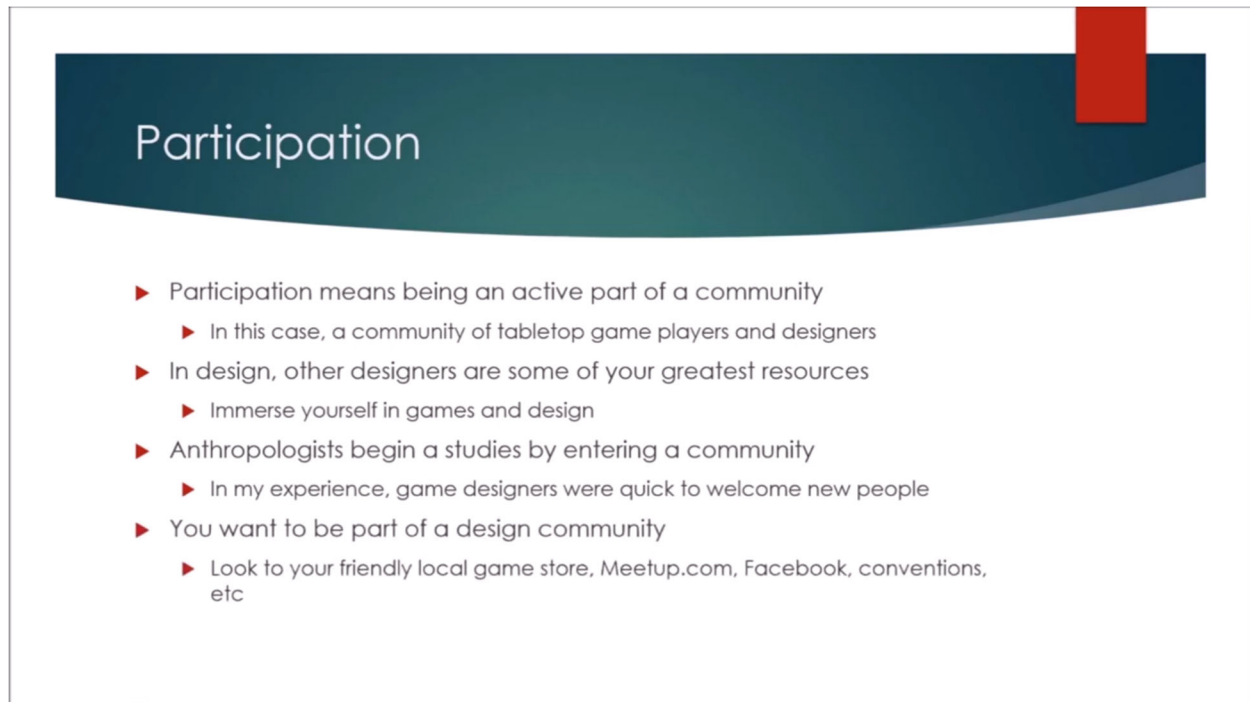 Participation
Participation means being an active part of a community
In this case, a community of tabletop game players and designers
In design, other designers are some of your greatest resources
Immerse yourself in games and design
Anthropologists begin a studies by entering a community
In my experience, game designers were quick to welcome new people
You want to be part of a design community
Look to your friendly local game store, Meetup.com, Facebook, conventions,
etc